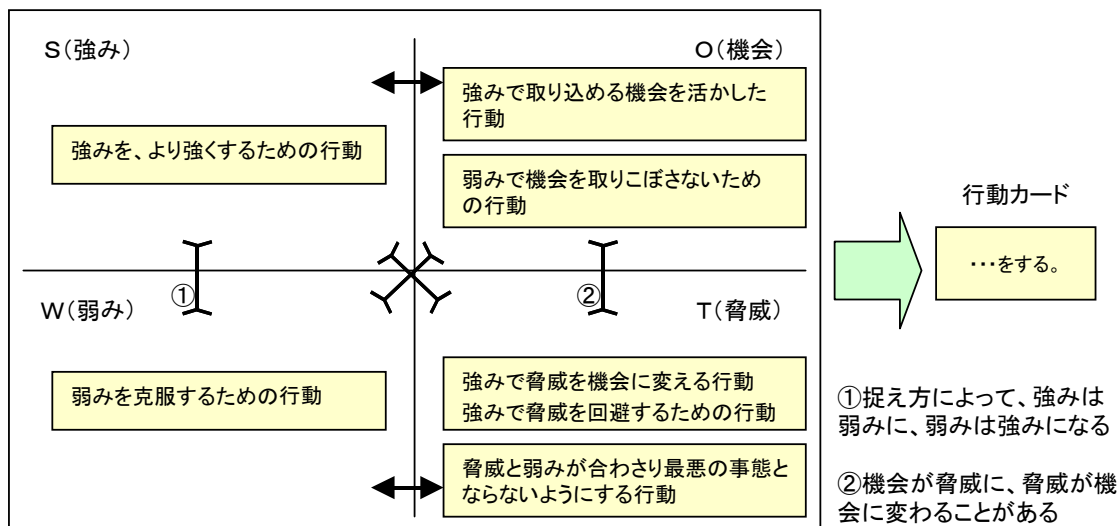 S(強み)
O(機会)
強みで取り込める機会を活かした
行動
強みを、より強くするための行動
弱みで機会を取りこぼさないため
の行動
行動カード
・・・をする。
①
②
W(弱み)
T(脅威)
弱みを克服するための行動
強みで脅威を機会に変える行動
強みで脅威を回避するための行動
脅威と弱みが合わさり最悪の事態と
ならないようにする行動
①捉え方によって、強みは
弱みに、弱みは強みになる
②機会が脅威に、脅威が機
会に変わることがある